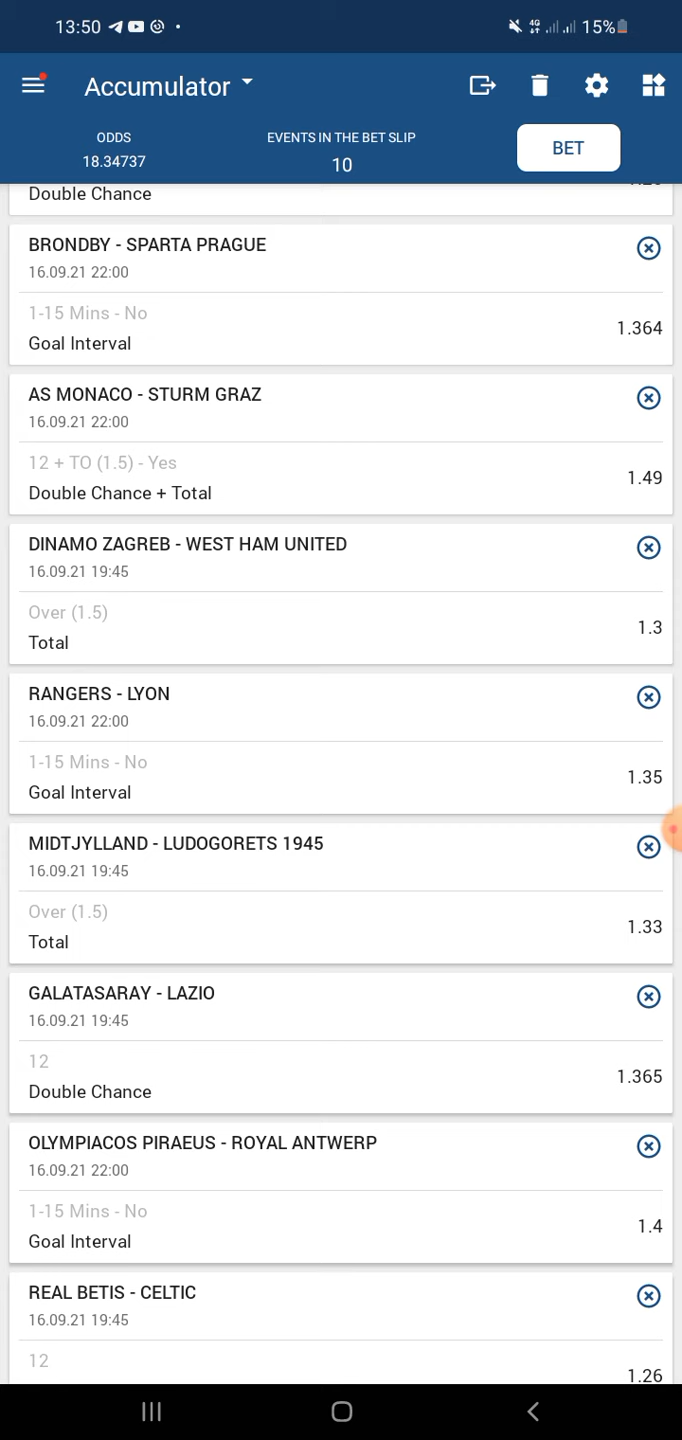 13:50
4G
15%
Accumulator
ODDS
EVENTS IN THE BET SLIP
BET
18.34737
10
Double Chance
BRONDBY - SPARTA PRAGUE
16.09.21 22:00
1-15 Mins - No
1.364
Goal Interval
AS MONACO - STURM GRAZ
16.09.21 22:00
12 + TO (1.5) - Yes
1.49
Double Chance + Total
DINAMO ZAGREB - WEST HAM UNITED
16.09.21 19:45
Over (1.5)
1.3
Total
RANGERS - LYON
16.09.21 22:00
1-15 Mins - No
1.35
Goal Interval
MIDTJYLLAND - LUDOGORETS 1945
16.09.21 19:45
Over (1.5)
1.33
Total
GALATASARAY - LAZIO
16.09.21 19:45
12
1.365
Double Chance
OLYMPIACOS PIRAEUS - ROYAL ANTWERP
16.09.21 22:00
1-15 Mins - No
1.4
Goal Interval
REAL BETIS - CELTIC
16.09.21 19:45
12
1.26